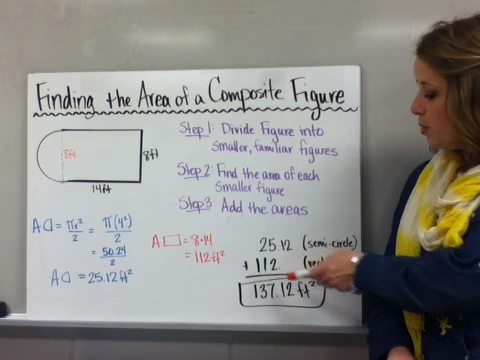 Finding the Area of a Composite Figure
8ft
8ft
14ft
Step 1: Divide Figure into
smaller, familiar figures
Step 2: Find the area of each
smaller figure
Step 3: Add the areas
A⌓ = πr²/2 = π(4²)/2
= 50.24/2
A⌓ = 25.12 ft²
A▭ = 8·14
= 112ft²
25.12 (semi-circle)
+ 112.
137.12 ft²